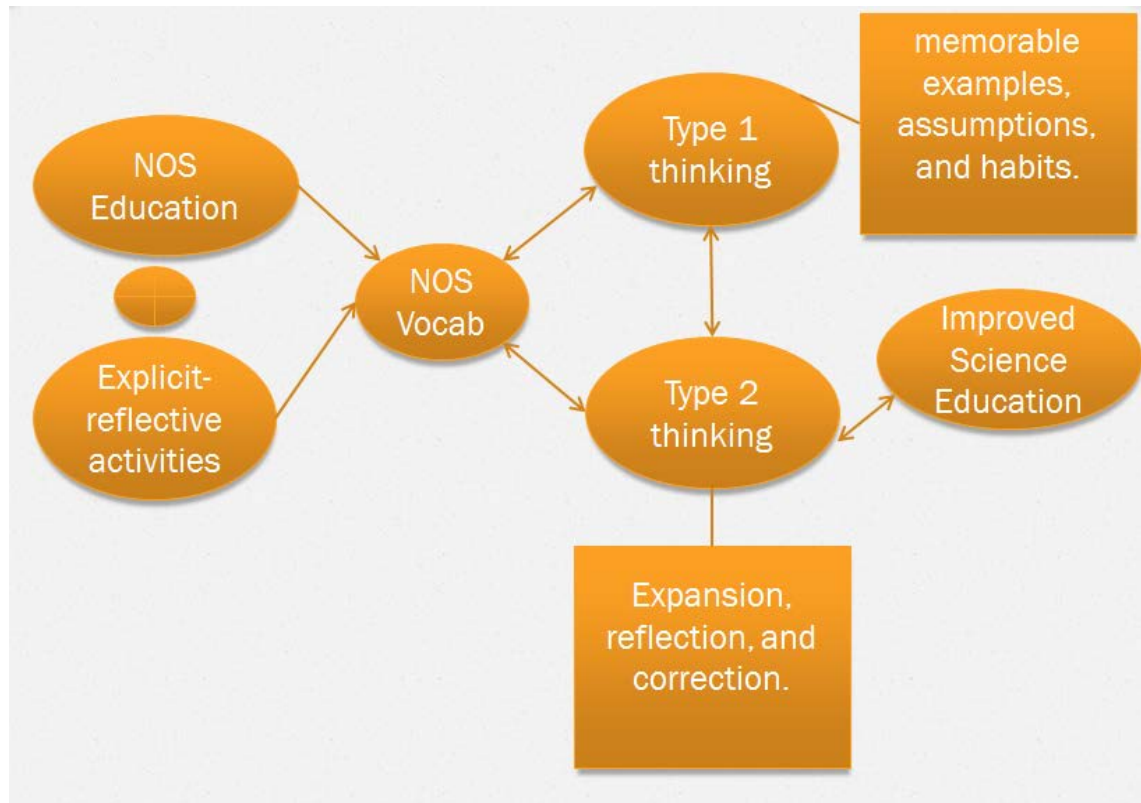 NOS
Education
Explicit-
reflective
activities
NOS
Vocab
Type 1
thinking
memorable
examples,
assumptions,
and habits.
Type 2
thinking
Improved
Science
Education
Expansion,
reflection, and
correction.